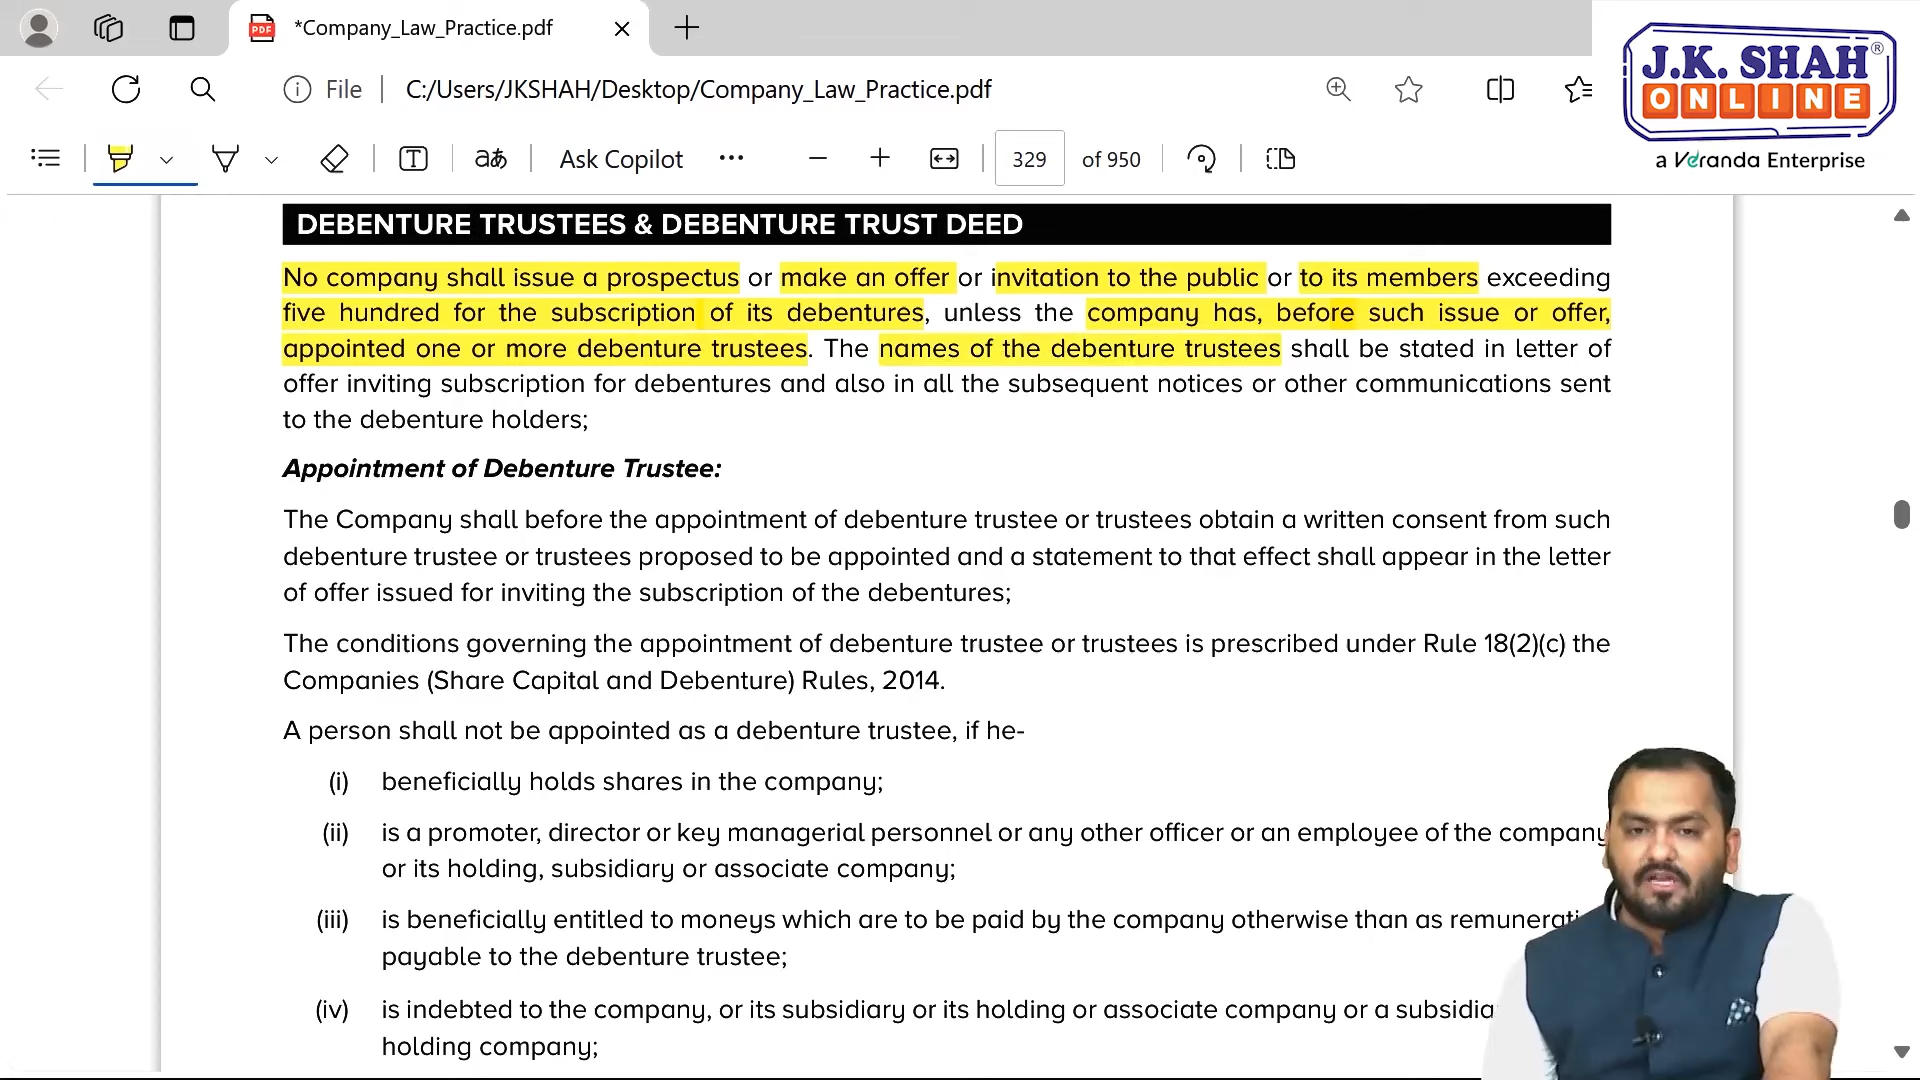 *Company_Law_Practice.pdf
File
C:/Users/JKSHAH/Desktop/Company_Law_Practice.pdf
J.K. SHAH®
ONLINE
a Veranda Enterprise
Ask Copilot
329 of 950
DEBENTURE TRUSTEES & DEBENTURE TRUST DEED
No company shall issue a prospectus or make an offer or invitation to the public or to its members exceeding
five hundred for the subscription of its debentures, unless the company has, before such issue or offer,
appointed one or more debenture trustees. The names of the debenture trustees shall be stated in letter of
offer inviting subscription for debentures and also in all the subsequent notices or other communications sent
to the debenture holders;
Appointment of Debenture Trustee:
The Company shall before the appointment of debenture trustee or trustees obtain a written consent from such
debenture trustee or trustees proposed to be appointed and a statement to that effect shall appear in the letter
of offer issued for inviting the subscription of the debentures;
The conditions governing the appointment of debenture trustee or trustees is prescribed under Rule 18(2)(c) the
Companies (Share Capital and Debenture) Rules, 2014.
A person shall not be appointed as a debenture trustee, if he-
(i) beneficially holds shares in the company;
(ii) is a promoter, director or key managerial personnel or any other officer or an employee of the company
or its holding, subsidiary or associate company;
(iii) is beneficially entitled to moneys which are to be paid by the company otherwise than as
payable to the debenture trustee;
(iv) is indebted to the company, or its subsidiary or its holding or associate company or a
holding company;